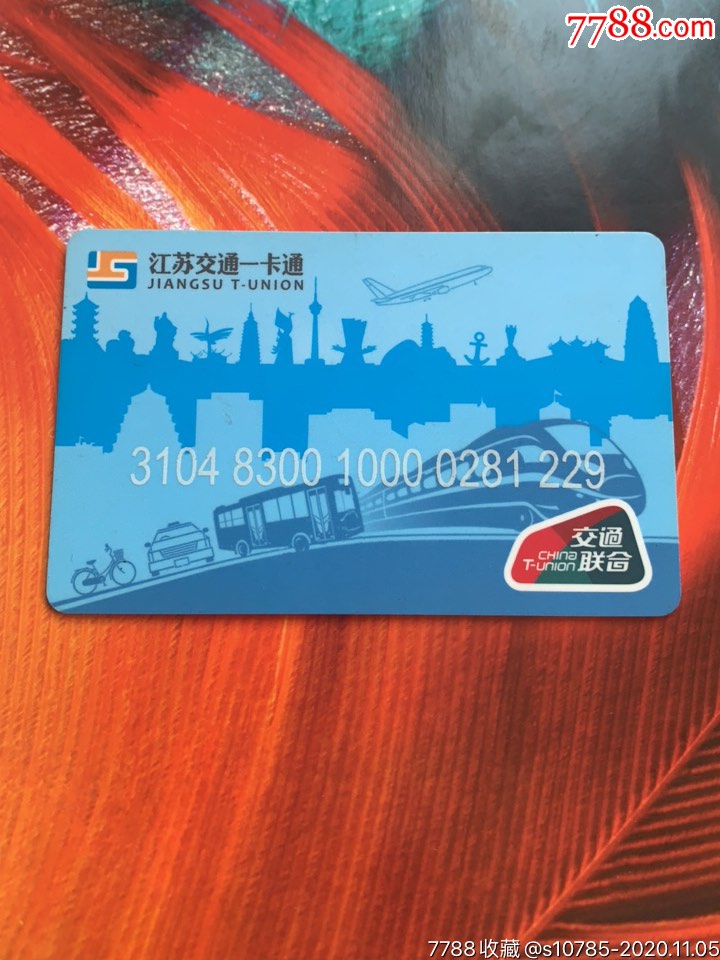 7788.com
江苏交通一卡通
JIANGSU T-UNION
3104 8300 1000 0281 229
交通
CHINA
T-UNION 联合
7788收藏@s10785-2020.11.05